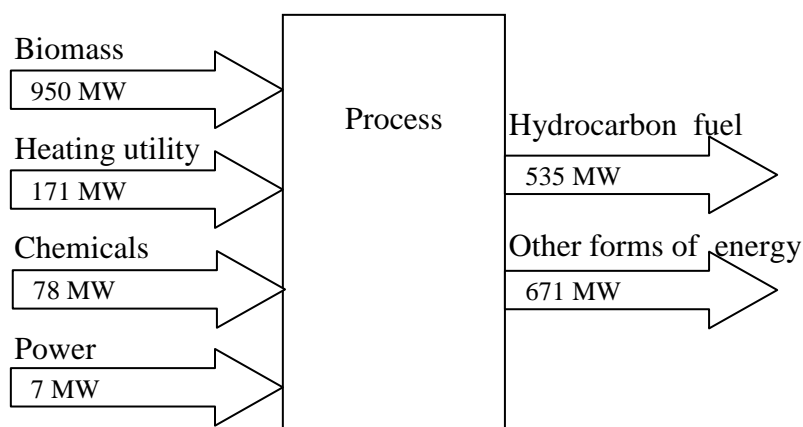 Biomass
950 MW
Heating utility
171 MW
Chemicals
78 MW
Power
7 MW
Process
Hydrocarbon fuel
535 MW
Other forms of energy
671 MW